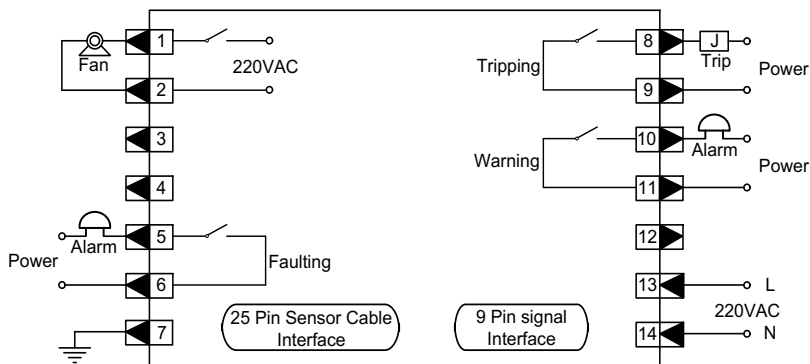 1
8
J
Fan
220VAC
Tripping
Trip
Power
2
9
3
10
Warning
Alarm
Power
4
11
5
12
Alarm
Power
Faulting
6
13
L
220VAC
25 Pin Sensor Cable
Interface
9 Pin signal
Interface
7
14
N